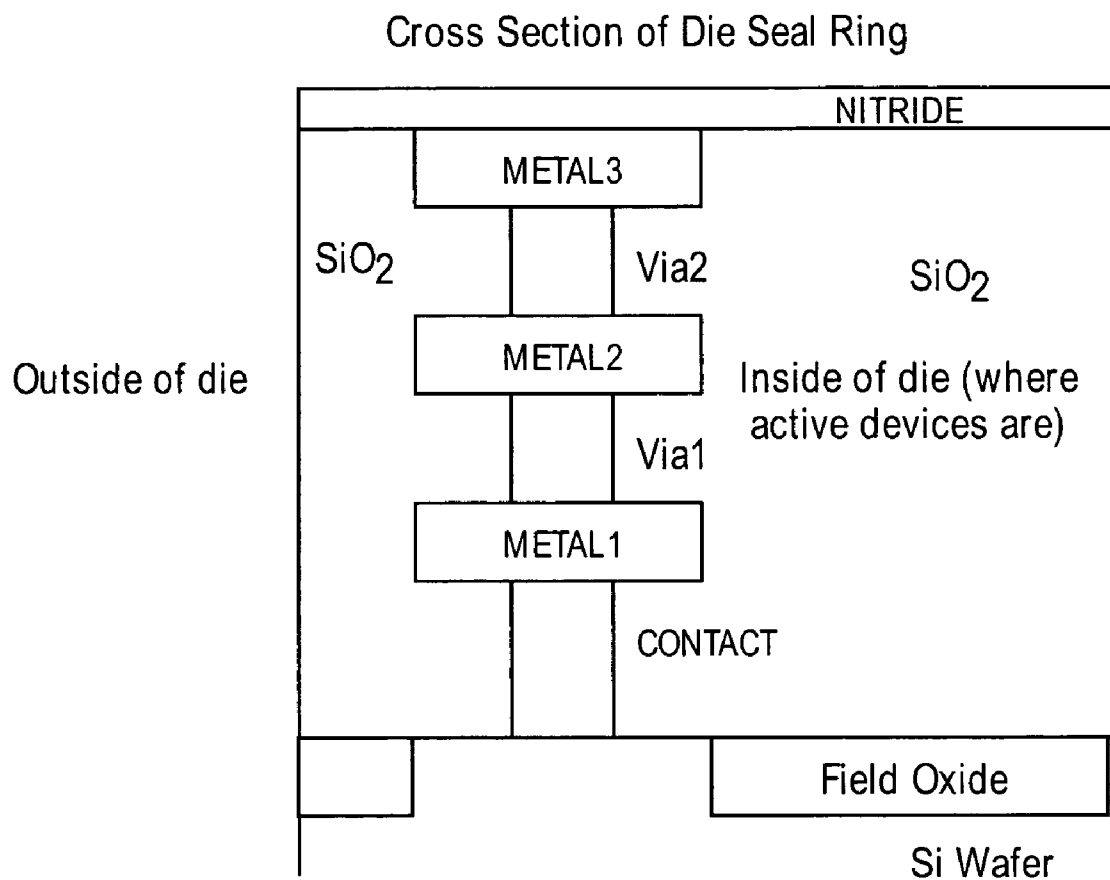 Cross Section of Die Seal Ring
NITRIDE
METAL3
SiO2
Via2
SiO2
METAL2
Outside of die
Inside of die (where
active devices are)
Via1
METAL1
CONTACT
Field Oxide
Si Wafer